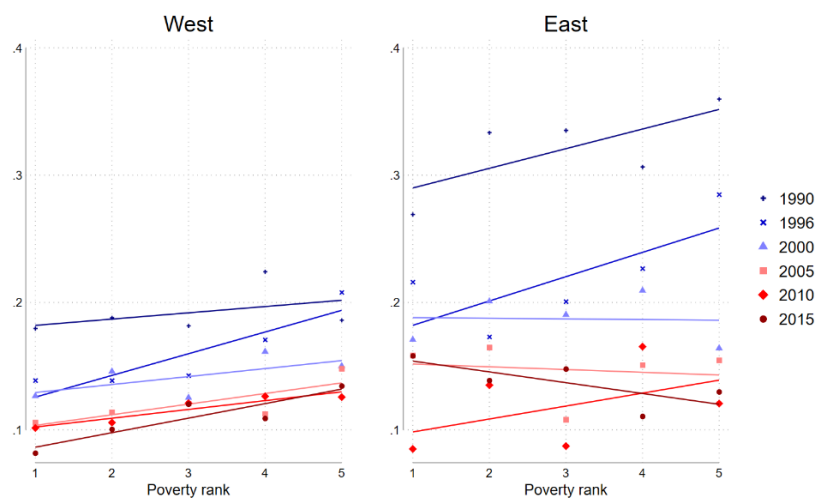 West
East
.4
.3
.2
.1
1 2 3 4 5
Poverty rank
.4
.3
.2
.1
1 2 3 4 5
Poverty rank
1990
1996
2000
2005
2010
2015